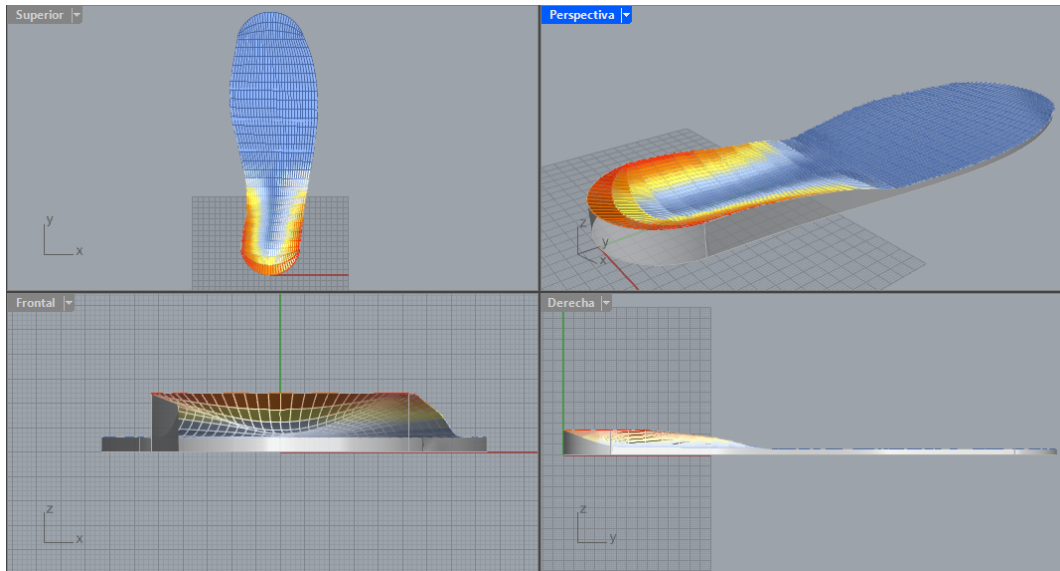 Superior
Perspectiva
y
x
z
y
x
Frontal
Derecha
z
x
z
y